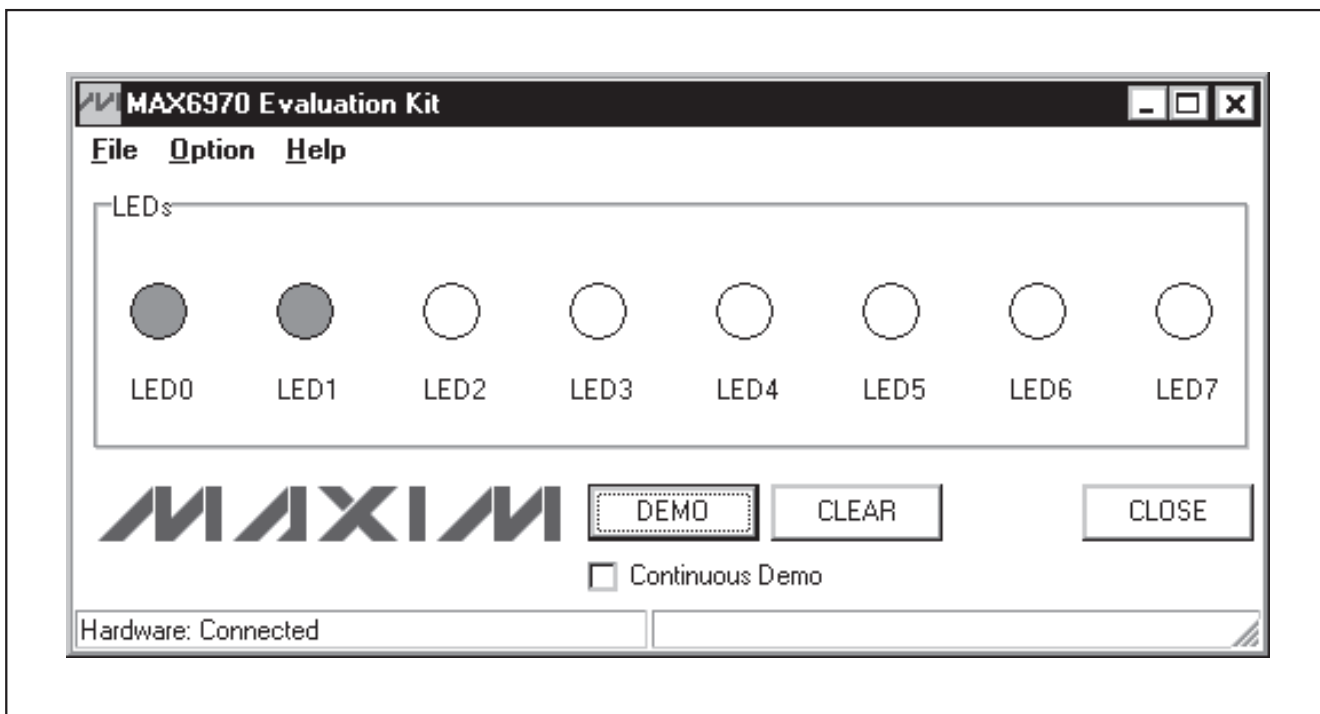 MAX6970 Evaluation Kit
File Option Help
LEDs
LED0 LED1 LED2 LED3 LED4 LED5 LED6 LED7
MAXIM DEMO CLEAR CLOSE
Continuous Demo
Hardware: Connected